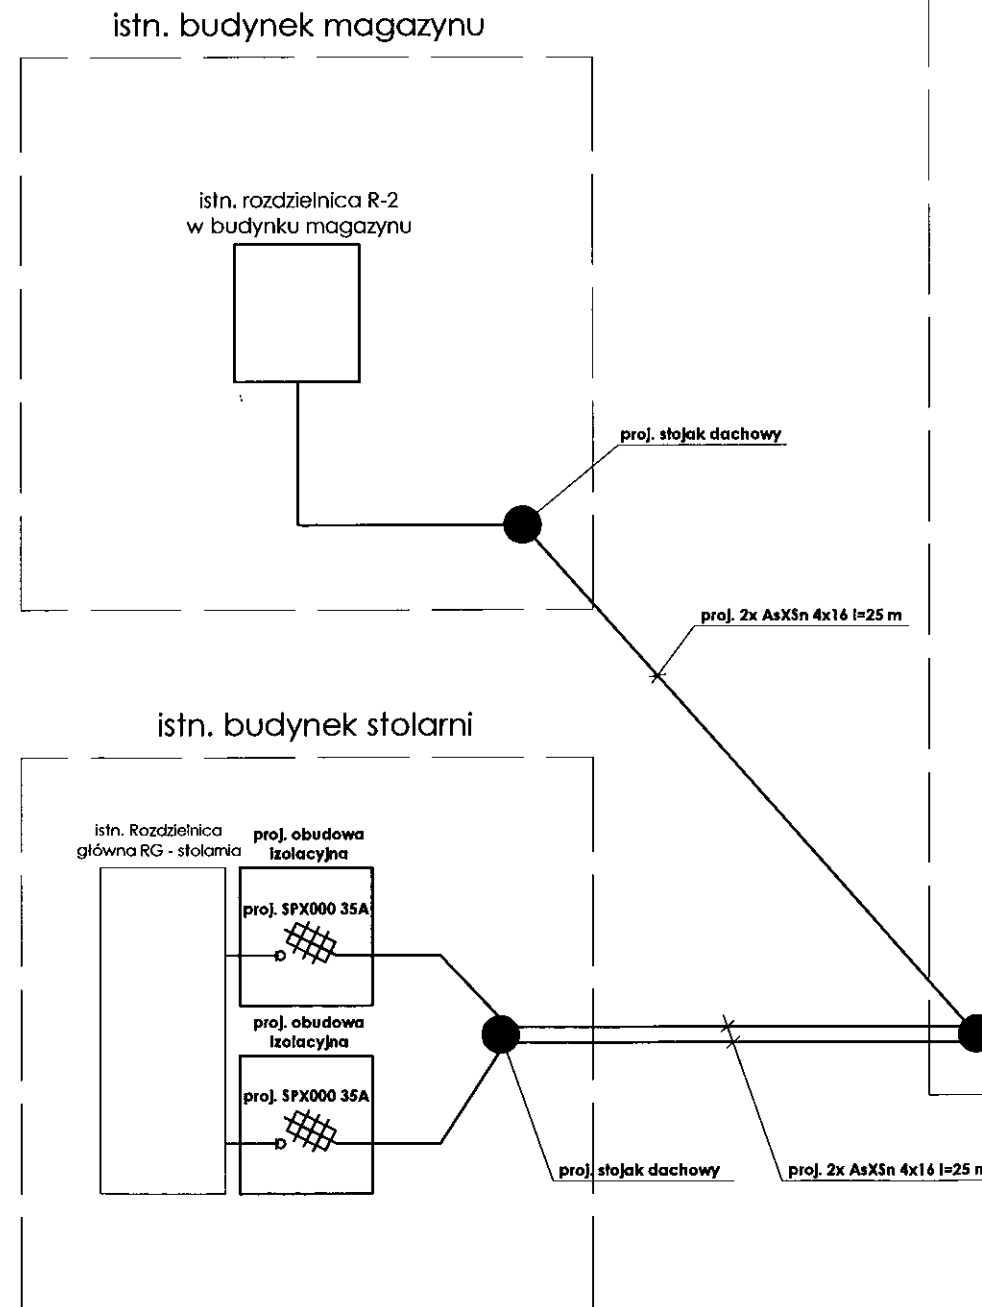 istn. budynek magazynu
istn. rozdzielnica R-2
w budynku magazynu
proj. stojak dachowy
proj. 2x AsXSn 4x16 l=25 m
istn. budynek stolarni
istn. Rozdzielnica
główna RG - stolarnia
proj. obudowa
izolacyjna
proj. SPX000 35A
proj. obudowa
izolacyjna
proj. SPX000 35A
proj. stojak dachowy
proj. 2x AsXSn 4x16 l=25 m